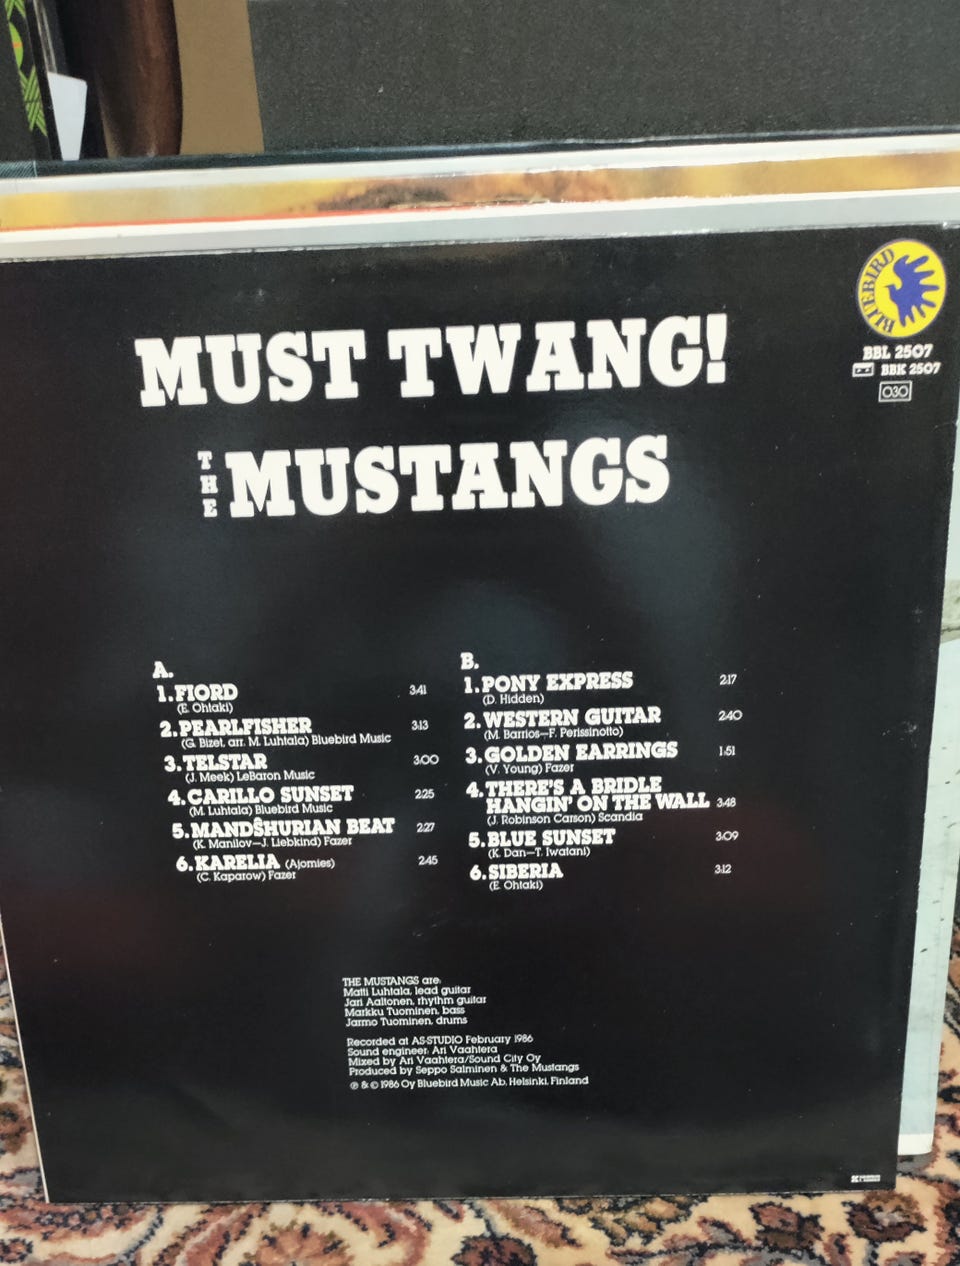 BLUEBIRD
BBL 2507
BBK 2507
030
MUST TWANG!
THE MUSTANGS
A.
1. FIORD 3:41
(E. Ohtaki)
2. PEARLFISHER 3:13
(G. Bizet, arr. M. Luhtala) Bluebird Music
3. TELSTAR 3:00
(J. Meek) LeBaron Music
4. CARILLO SUNSET 2:25
(M. Luhtala) Bluebird Music
5. MANDŜHURIAN BEAT 2:27
(K. Manilov–J. Liebkind) Fazer
6. KARELIA (Ajomies) 2:45
(C. Kaparow) Fazer
B.
1. PONY EXPRESS 2:17
(D. Hidden)
2. WESTERN GUITAR 2:40
(M. Barrios–F. Perissinotto)
3. GOLDEN EARRINGS 1:51
(V. Young) Fazer
4. THERE'S A BRIDLE
HANGIN' ON THE WALL 3:48
(J. Robinson Carson) Scandia
5. BLUE SUNSET 3:09
(K. Dan–T. Iwatani)
6. SIBERIA 3:12
(E. Ohtaki)
THE MUSTANGS are:
Matti Luhtala, lead guitar
Jari Aaltonen, rhythm guitar
Markku Tuominen, bass
Jarmo Tuominen, drums
Recorded at AS-STUDIO February 1986
Sound engineer: Ari Vaahtera
Mixed by Ari Vaahtera/Sound City Oy
Produced by Seppo Salminen & The Mustangs
℗ & © 1986 Oy Bluebird Music Ab, Helsinki, Finland